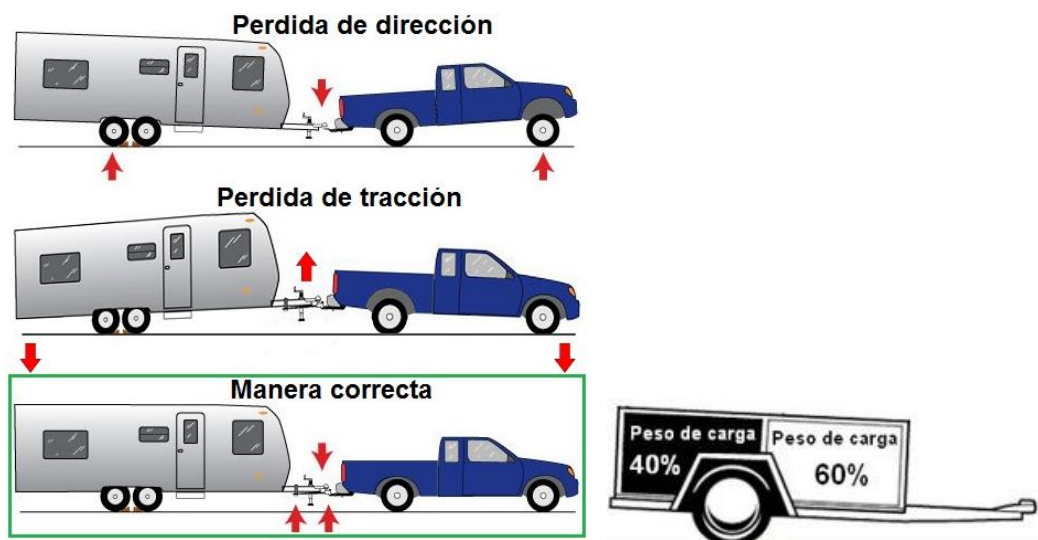 Perdida de dirección
Perdida de tracción
Manera correcta
Peso de carga
40%
Peso de carga
60%